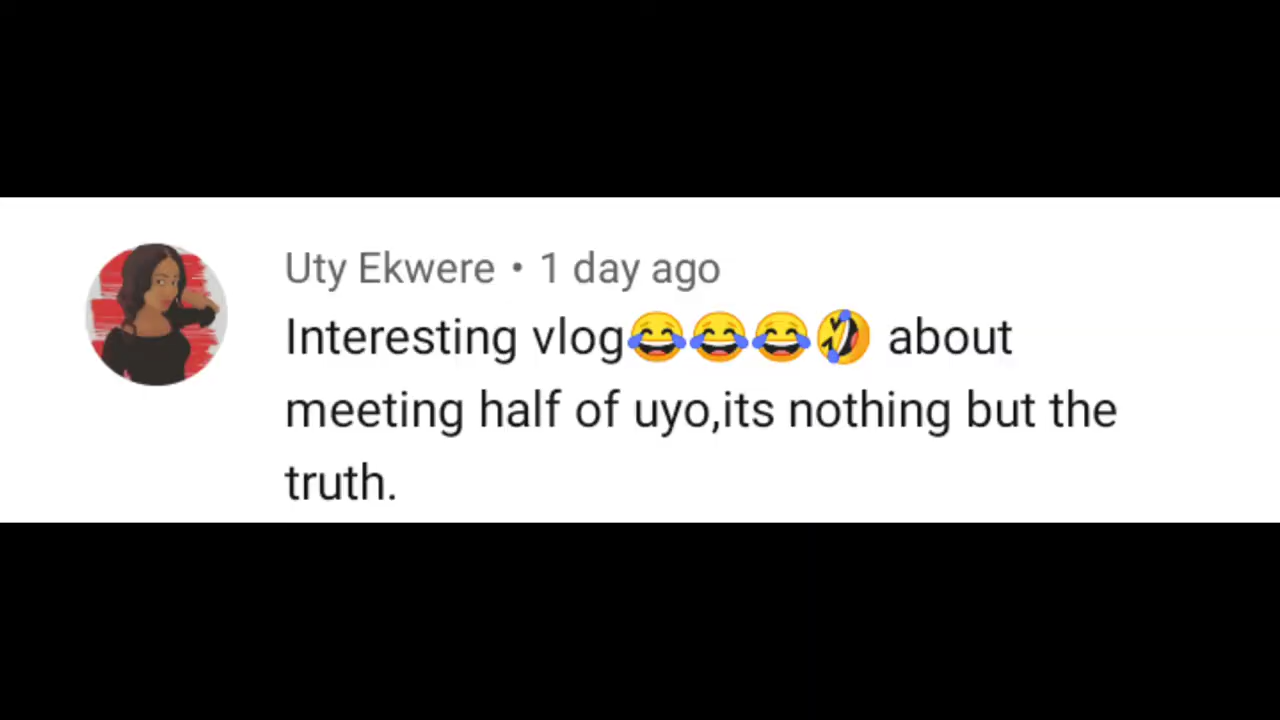 Uty Ekwere • 1 day ago
Interesting vlog😂😂😂🤣 about
meeting half of uyo,its nothing but the
truth.